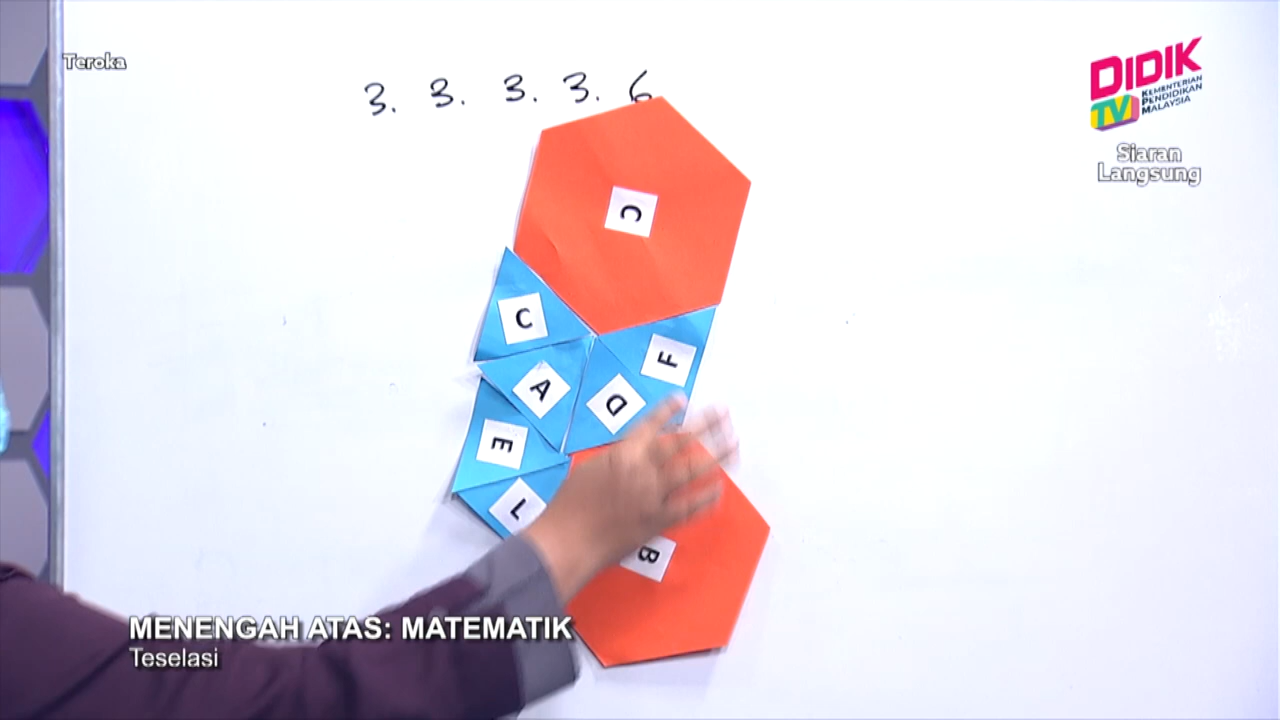 Teroka
3. 3. 3. 3. 6
DIDIK
TV
KEMENTERIAN
PENDIDIKAN
MALAYSIA
Siaran
Langsung
C
C
F
A
D
E
L
B
MENENGAH ATAS: MATEMATIK
Teselasi